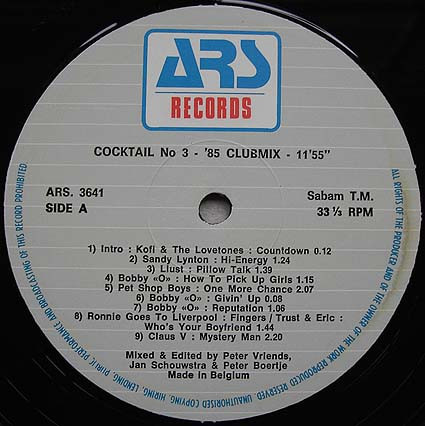 ARS
RECORDS
COCKTAIL No 3 - '85 CLUBMIX - 11'55"
ARS. 3641
SIDE A
Sabam T.M.
33 ⅓ RPM
1) Intro : Kofi & The Lovetones : Countdown 0.12
2) Sandy Lynton : Hi-Energy 1.24
3) Llust : Pillow Talk 1.39
4) Bobby «O» : How To Pick Up Girls 1.15
5) Pet Shop Boys : One More Chance 2.07
6) Bobby «O» : Givin' Up 0.08
7) Bobby «O» : Reputation 1.06
8) Ronnie Goes To Liverpool : Fingers / Trust & Eric :
Who's Your Boyfriend 1.44
9) Claus V : Mystery Man 2.20
Mixed & Edited by Peter Vriends,
Jan Schouwstra & Peter Boertje
Made in Belgium
ALL RIGHTS OF THE PRODUCER AND OF THE OWNER OF THE WORK REPRODUCED RESERVED. UNAUTHORISED COPYING, HIRING, LENDING, PUBLIC PERFORMANCE AND BROADCASTING OF THIS RECORD PROHIBITED.